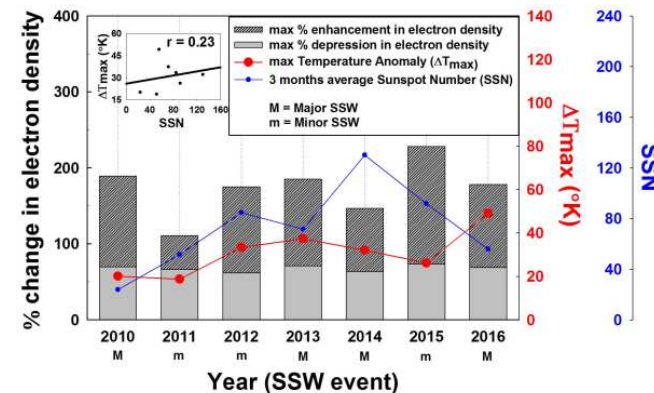 400
300
200
100
0
% change in electron density
60
45
30
15
ΔTmax (°K)
r = 0.23
0 40 80 120 160
SSN
max % enhancement in electron density
max % depression in electron density
max Temperature Anomaly (ΔTmax)
3 months average Sunspot Number (SSN)
M = Major SSW
m = Minor SSW
140
120
100
80
60
40
20
0
ΔTmax (°K)
240
200
160
120
80
40
0
SSN
2010 2011 2012 2013 2014 2015 2016
M m m M M m M
Year (SSW event)